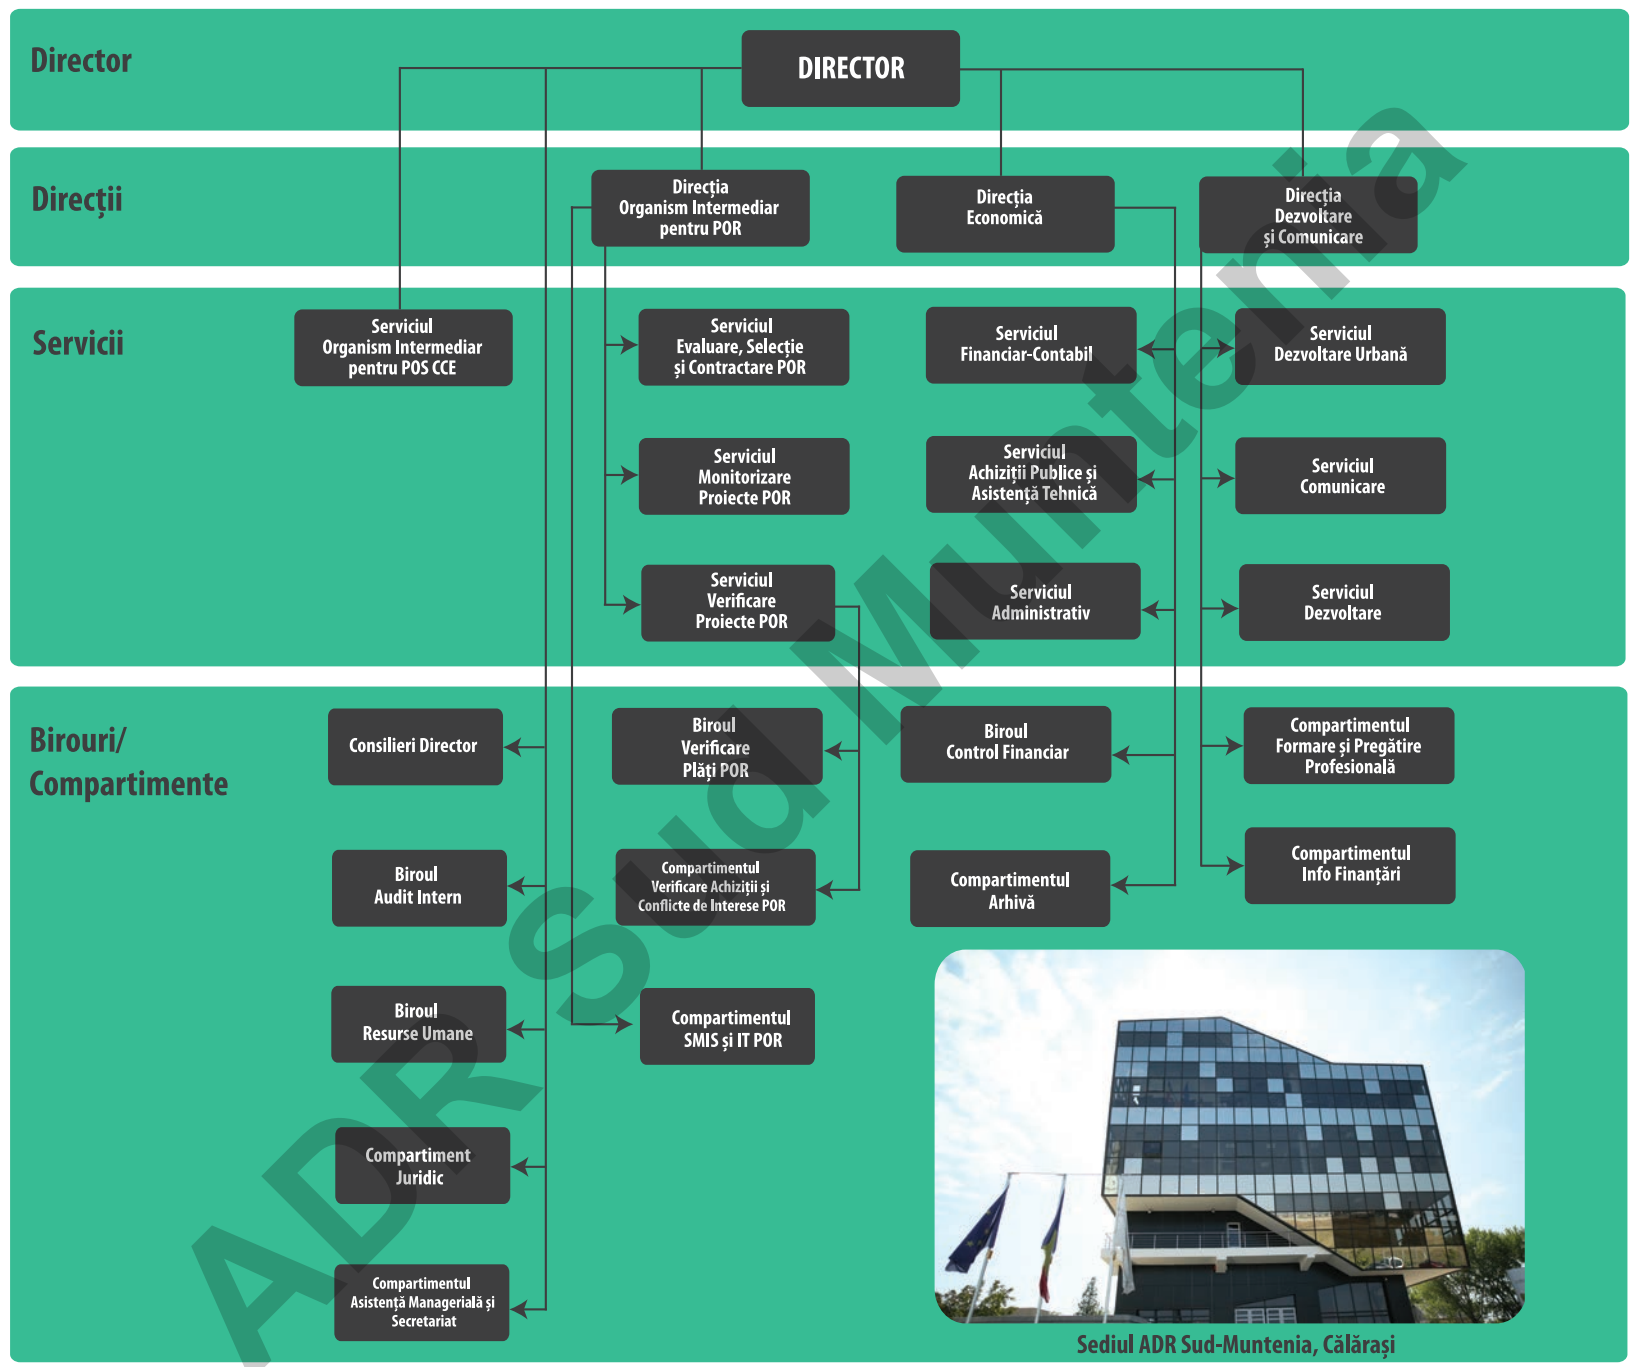 Director
DIRECTOR
Direcții
Direcția
Organism Intermediar
pentru POR
Direcția
Economică
Direcția
Dezvoltare
și Comunicare
Servicii
Serviciul
Organism Intermediar
pentru POS CCE
Serviciul
Evaluare, Selecție
și Contractare POR
Serviciul
Financiar-Contabil
Serviciul
Dezvoltare Urbană
Serviciul
Monitorizare
Proiecte POR
Serviciul
Achiziții Publice și
Asistență Tehnică
Serviciul
Comunicare
Serviciul
Verificare
Proiecte POR
Serviciul
Administrativ
Serviciul
Dezvoltare
Birouri/
Compartimente
Consilieri Director
Biroul
Verificare
Plăți POR
Biroul
Control Financiar
Compartimentul
Formare și Pregătire
Profesională
Biroul
Audit Intern
Compartimentul
Verificare Achiziții și
Conflicte de Interese POR
Compartimentul
Arhivă
Compartimentul
Info Finanțări
Biroul
Resurse Umane
Compartimentul
SMIS și IT POR
Compartiment
Juridic
Compartimentul
Asistență Managerială și
Secretariat
Sediul ADR Sud-Muntenia, Călărași
ADR Sud Muntenia